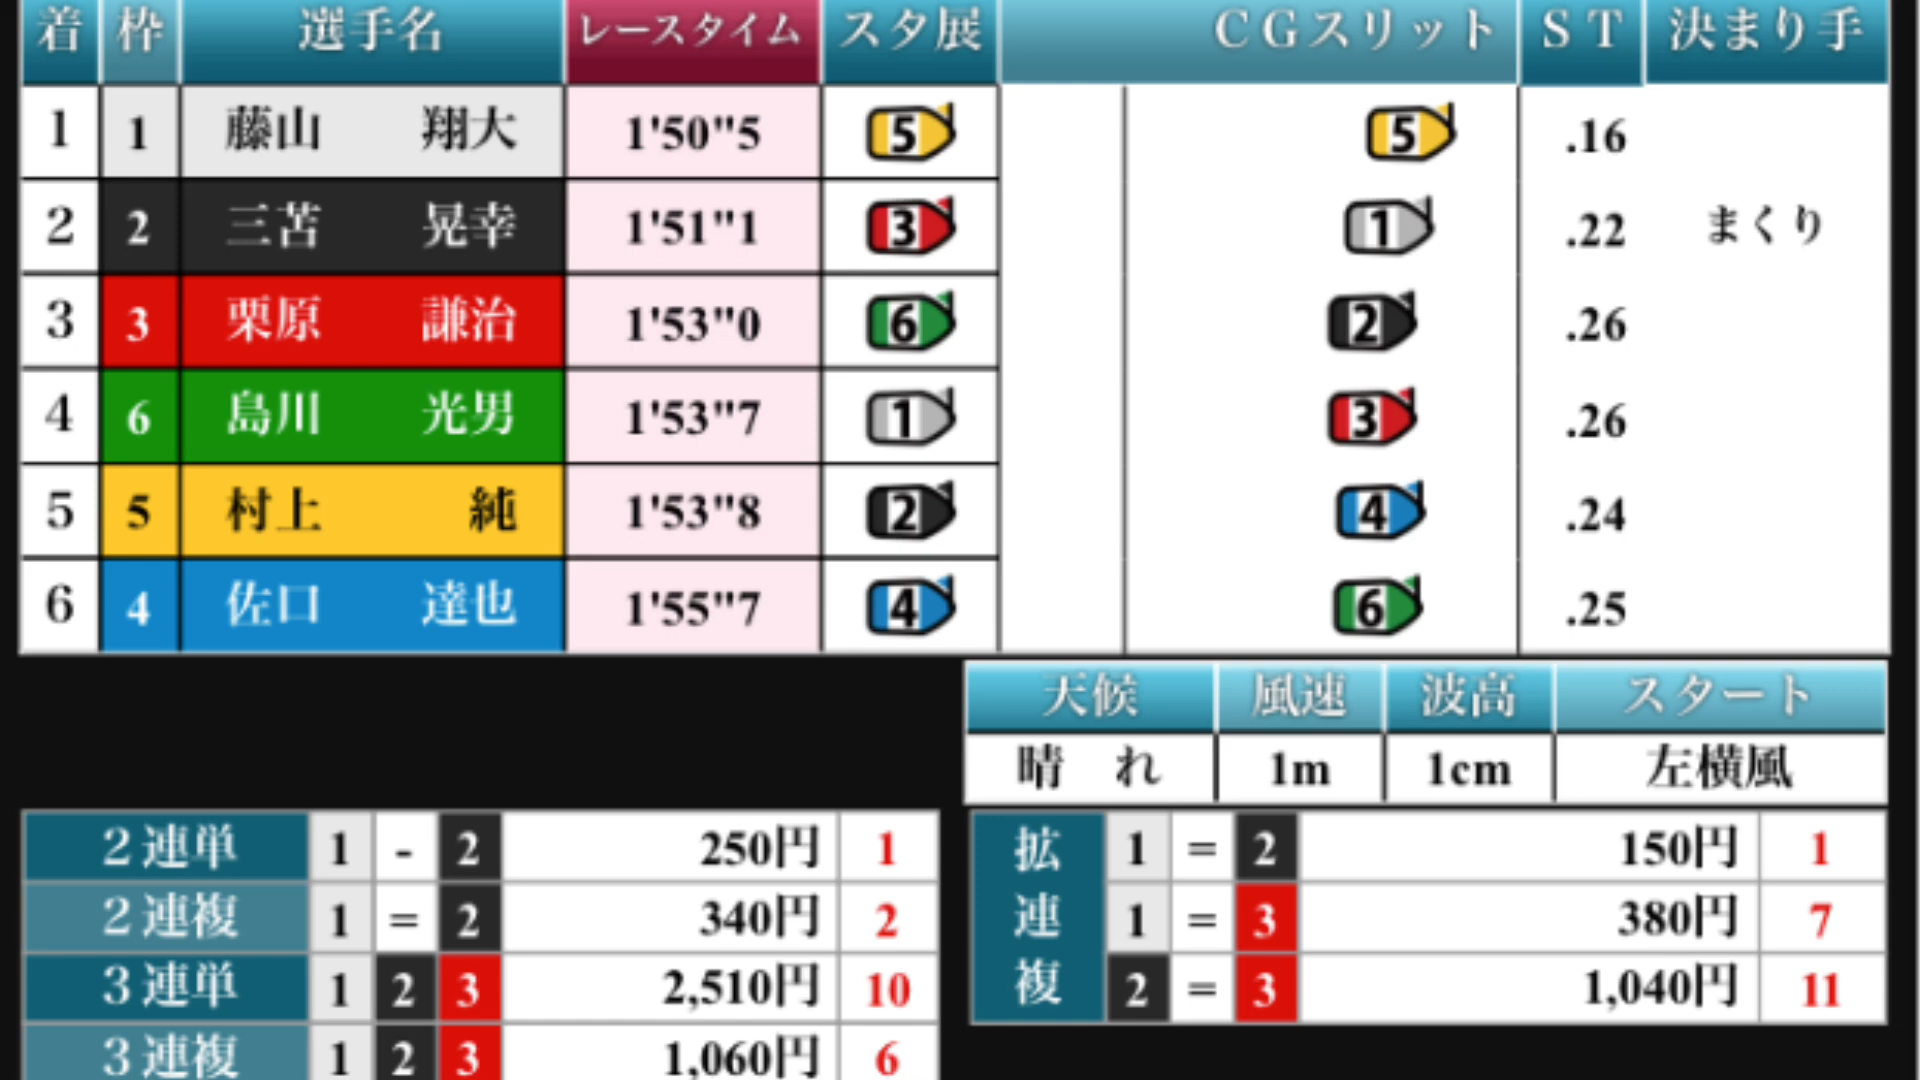 着 枠 選手名 レースタイム スタ展 CGスリット ST 決まり手
1 1 藤山 翔大 1'50"5 5 5 .16
2 2 三苫 晃幸 1'51"1 3 1 .22 まくり
3 3 栗原 謙治 1'53"0 6 2 .26
4 6 島川 光男 1'53"7 1 3 .26
5 5 村上 純 1'53"8 2 4 .24
6 4 佐口 達也 1'55"7 4 6 .25
天候 風速 波高 スタート
晴 れ 1m 1cm 左横風
2連単 1 - 2 250円 1
2連複 1 = 2 340円 2
3連単 1 2 3 2,510円 10
3連複 1 2 3 1,060円 6
拡連複 1 = 2 150円 1
1 = 3 380円 7
2 = 3 1,040円 11